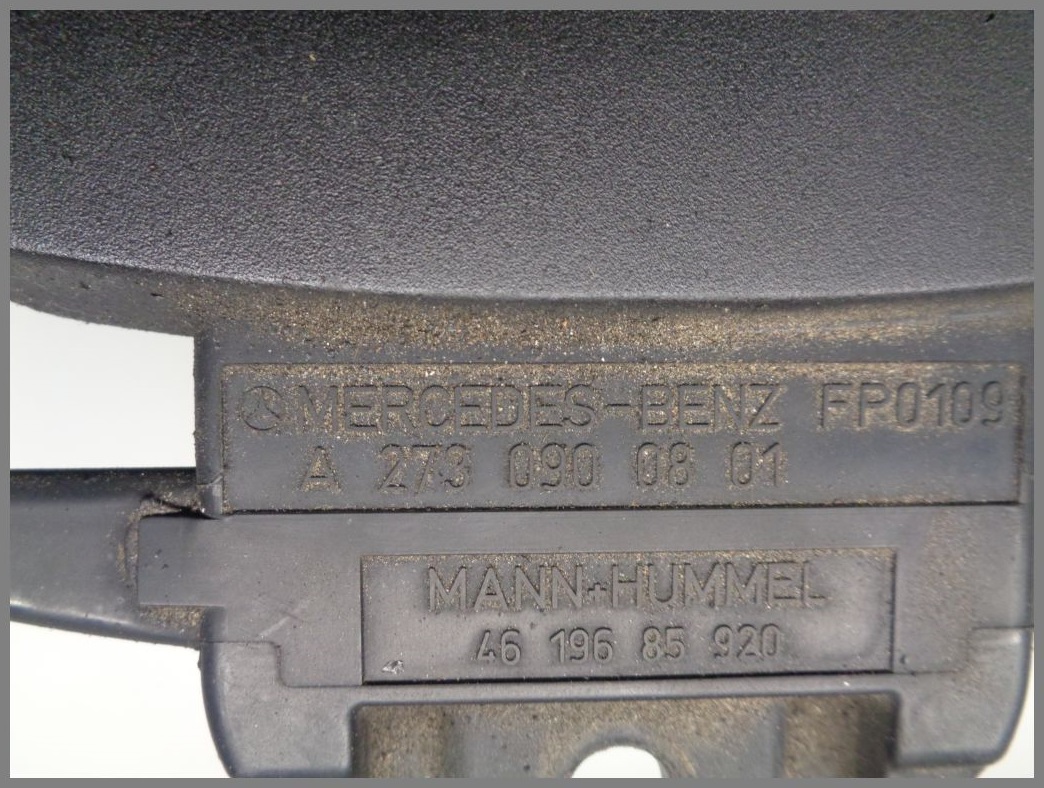 MERCEDES-BENZ FP0109
A 273 090 08 01
MANN+HUMMEL
46 196 85 920